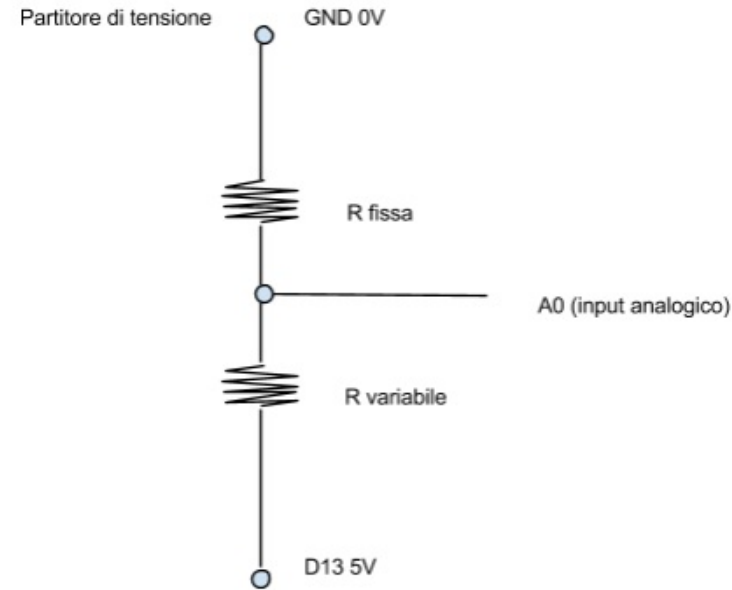 Partitore di tensione
GND 0V
R fissa
A0 (input analogico)
R variabile
D13 5V